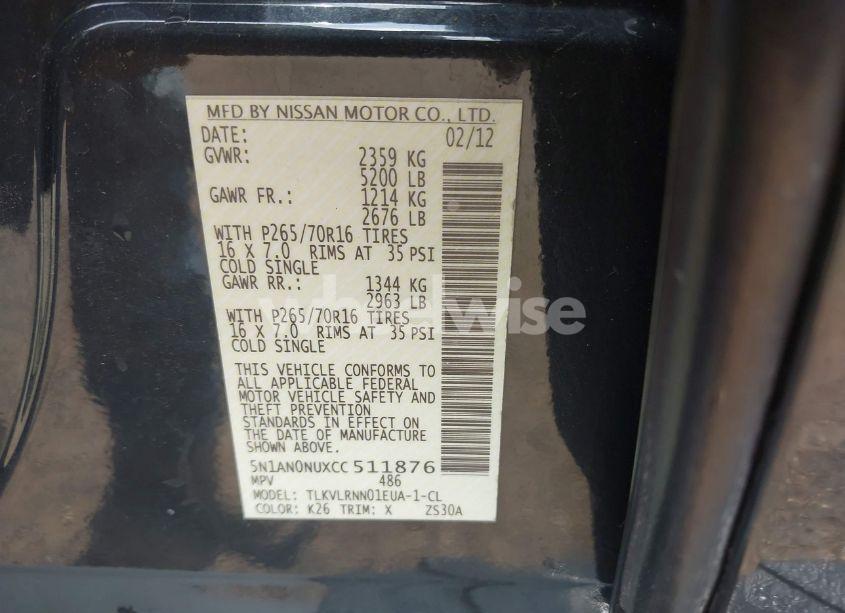 MFD BY NISSAN MOTOR CO., LTD.
DATE: 02/12
GVWR: 2359 KG
5200 LB
GAWR FR.: 1214 KG
2676 LB
WITH P265/70R16 TIRES
16 X 7.0 RIMS AT 35 PSI
COLD SINGLE
GAWR RR.: 1344 KG
2963 LB
WITH P265/70R16 TIRES
16 X 7.0 RIMS AT 35 PSI
COLD SINGLE
THIS VEHICLE CONFORMS TO
ALL APPLICABLE FEDERAL
MOTOR VEHICLE SAFETY AND
THEFT PREVENTION
STANDARDS IN EFFECT ON
THE DATE OF MANUFACTURE
SHOWN ABOVE.
5N1AN0NUXCC511876
MPV 486
MODEL: TLKVLRNN01EUA-1-CL
COLOR: K26 TRIM: X ZS30A
wheelwise